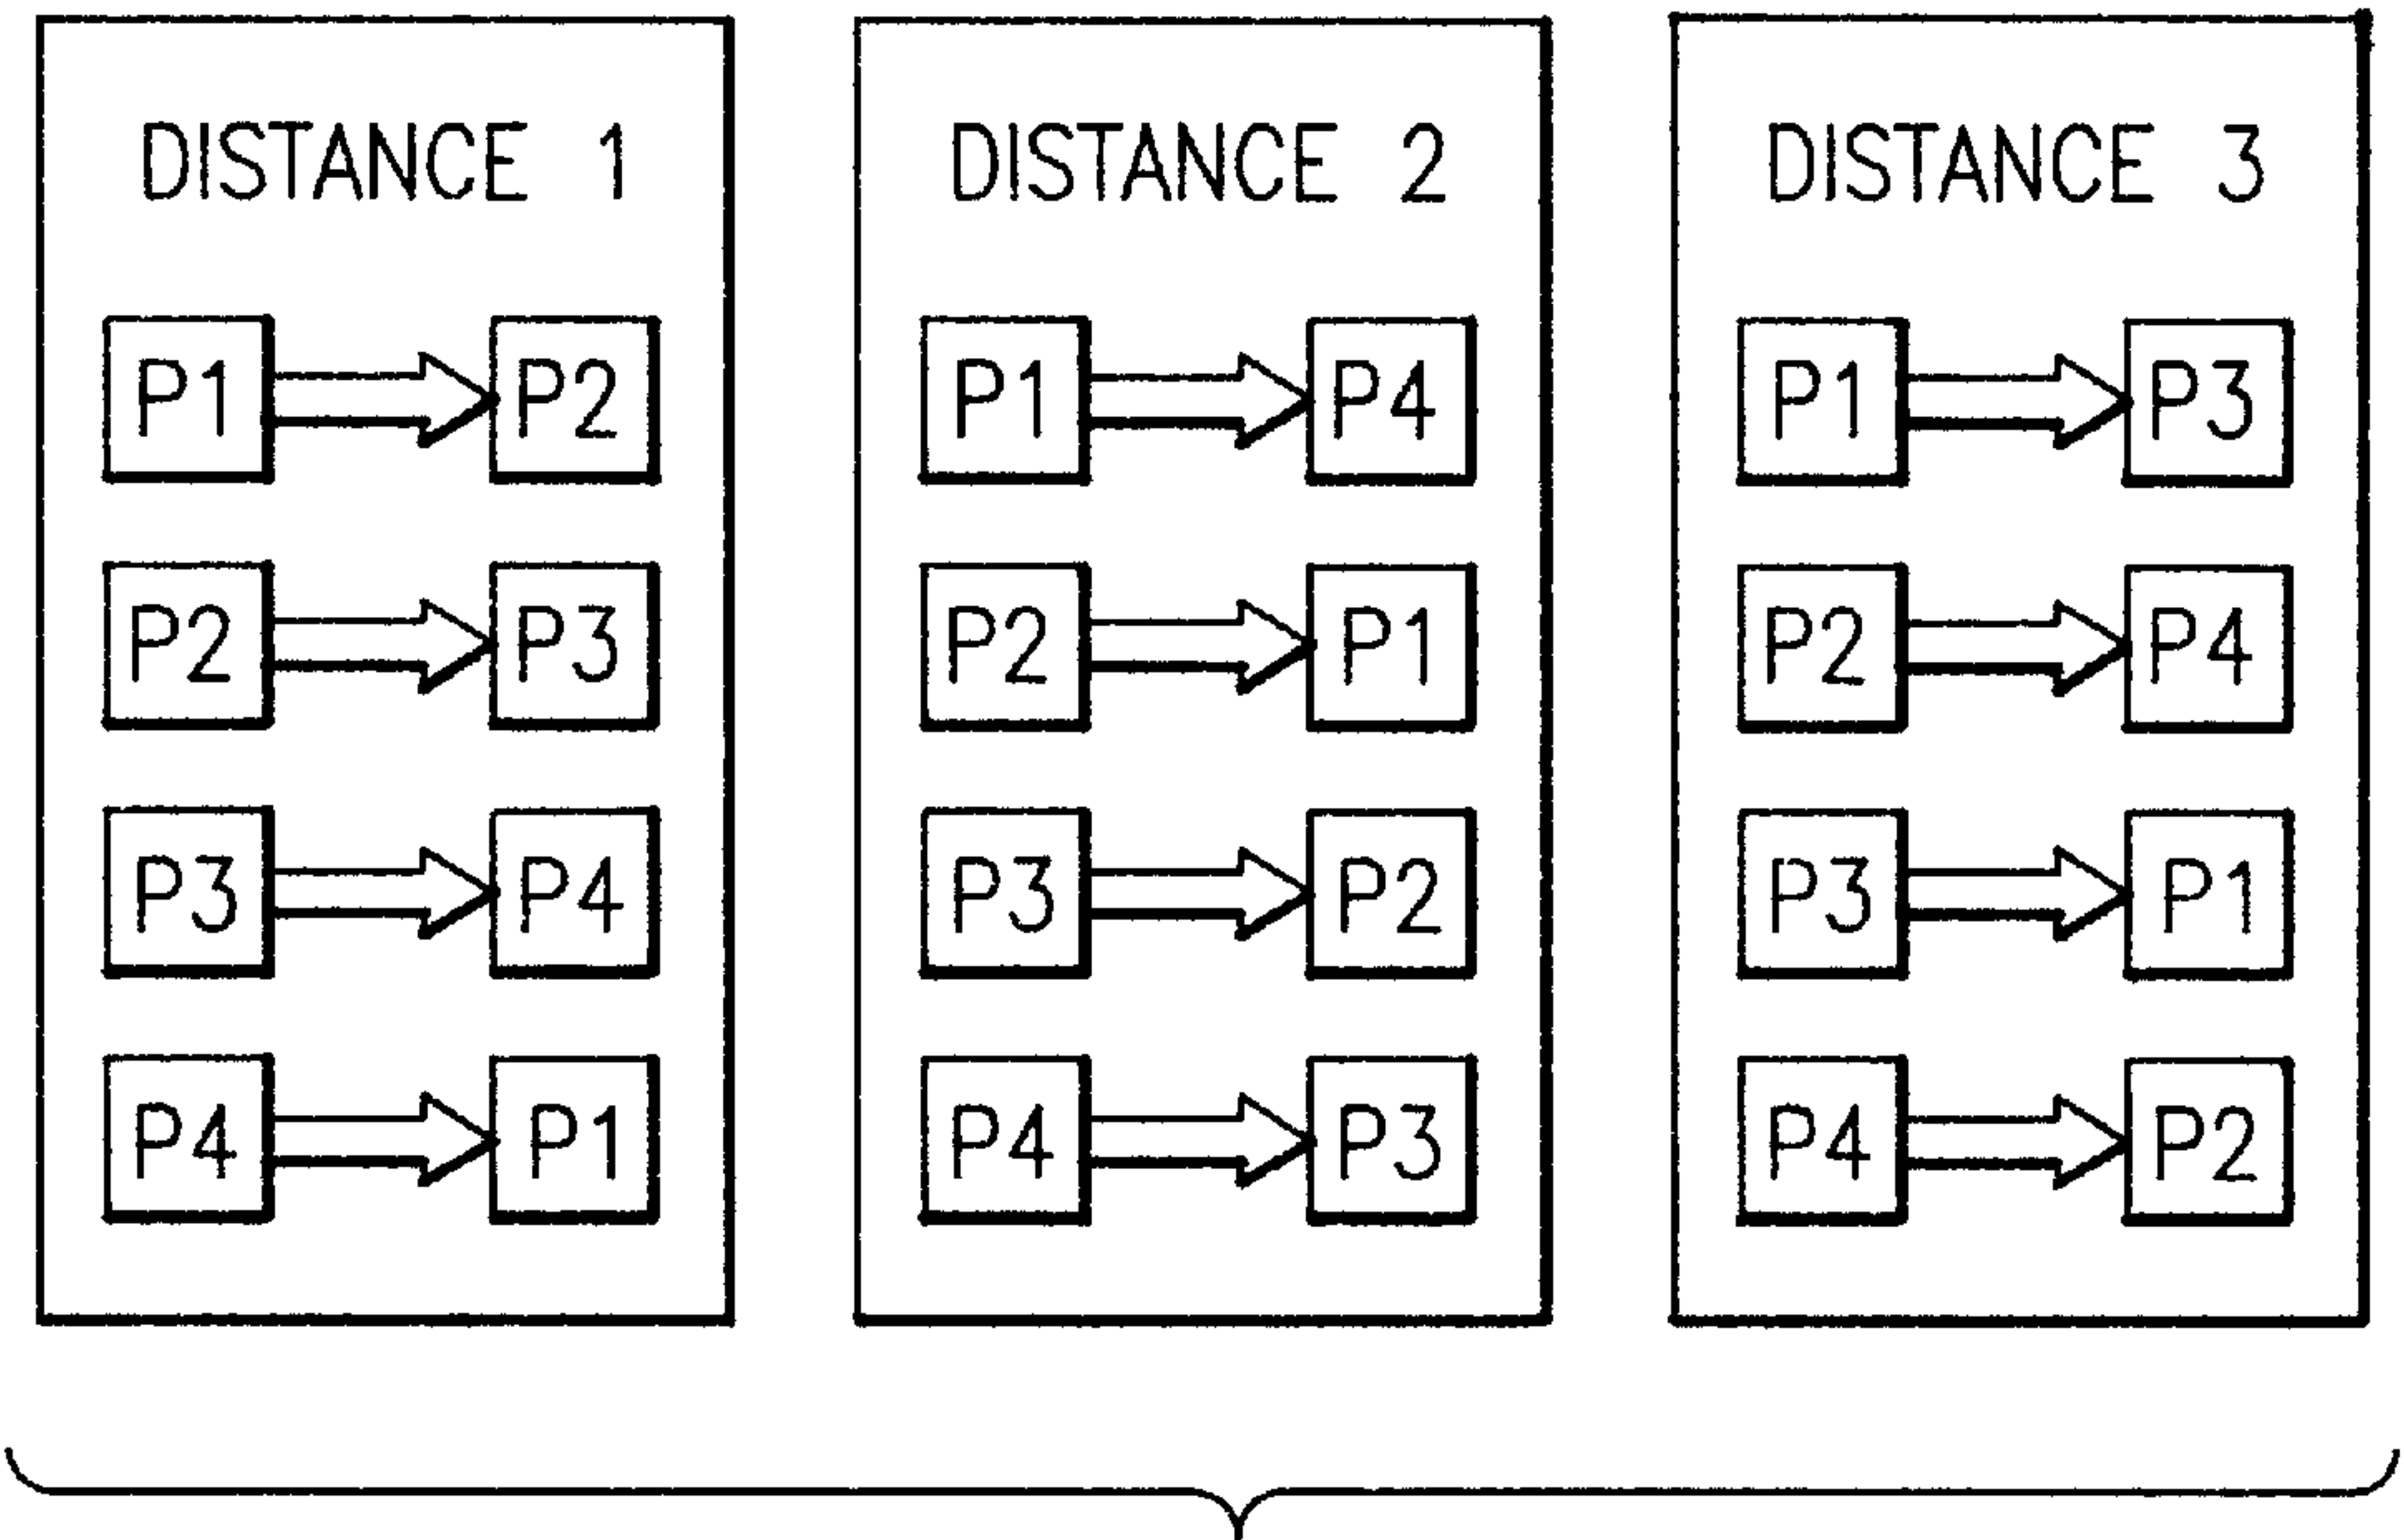 DISTANCE 1
P1 P2
P2 P3
P3 P4
P4 P1
DISTANCE 2
P1 P4
P2 P1
P3 P2
P4 P3
DISTANCE 3
P1 P3
P2 P4
P3 P1
P4 P2